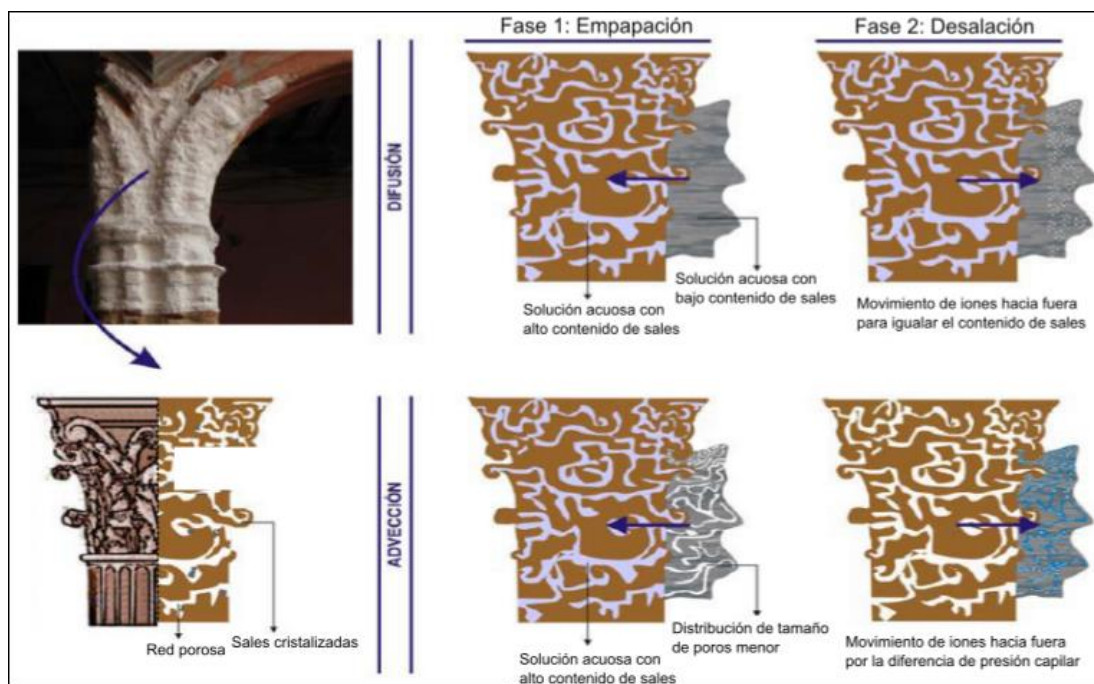 Fase 1: Empapación
Fase 2: Desalación
DIFUSIÓN
Solución acuosa con
alto contenido de sales
Solución acuosa con
bajo contenido de sales
Movimiento de iones hacia fuera
para igualar el contenido de sales
ADVECCIÓN
Red porosa
Sales cristalizadas
Solución acuosa con
alto contenido de sales
Distribución de tamaño
de poros menor
Movimiento de iones hacia fuera
por la diferencia de presión capilar